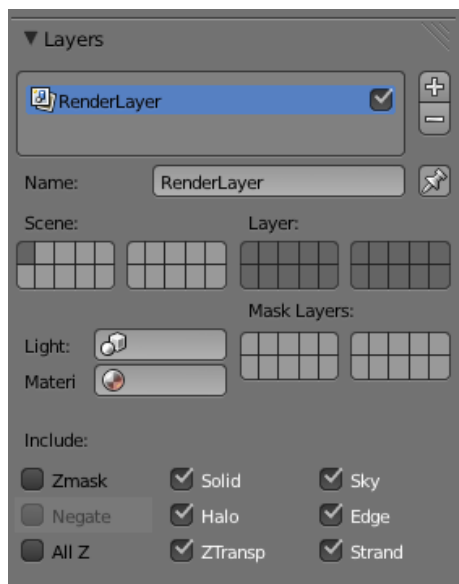 Layers
RenderLayer
Name: RenderLayer
Scene: Layer:
Mask Layers:
Light:
Materi
Include:
Zmask Solid Sky
Negate Halo Edge
All Z ZTransp Strand